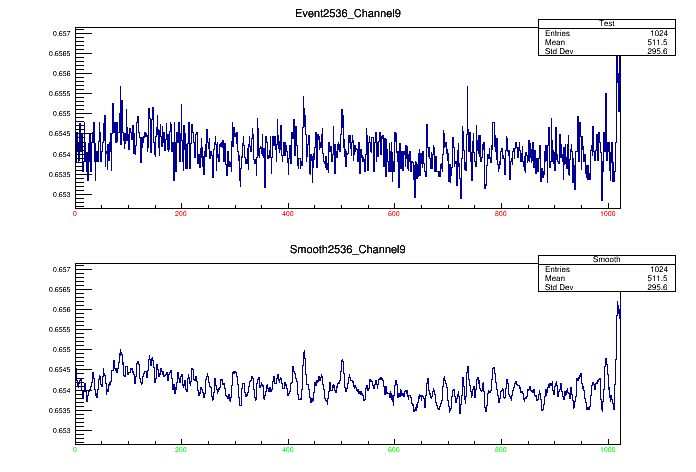 Event2536_Channel9
Test
Entries 1024
Mean 511.5
Std Dev 295.6
0.657
0.6565
0.656
0.6555
0.655
0.6545
0.654
0.6535
0.653
0 200 400 600 800 1000
Smooth2536_Channel9
Smooth
Entries 1024
Mean 511.5
Std Dev 295.6
0.657
0.6565
0.656
0.6555
0.655
0.6545
0.654
0.6535
0.653
0 200 400 600 800 1000